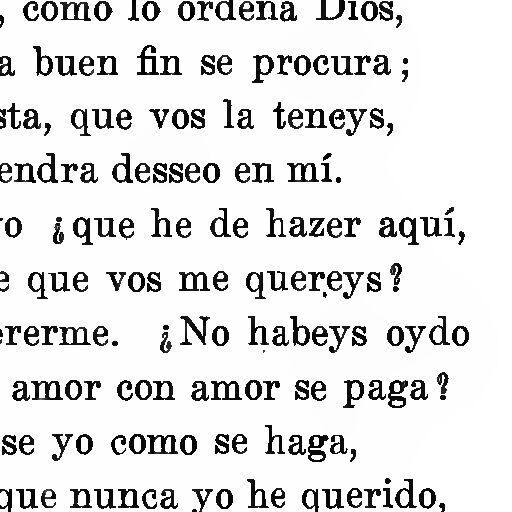 , como lo ordena Dios,
a buen fin se procura;
sta, que vos la teneys,
endra desseo en mí.
o ¿que he de hazer aquí,
e que vos me quereys?
ererme. ¿No habeys oydo
amor con amor se paga?
se yo como se haga,
que nunca yo he querido,